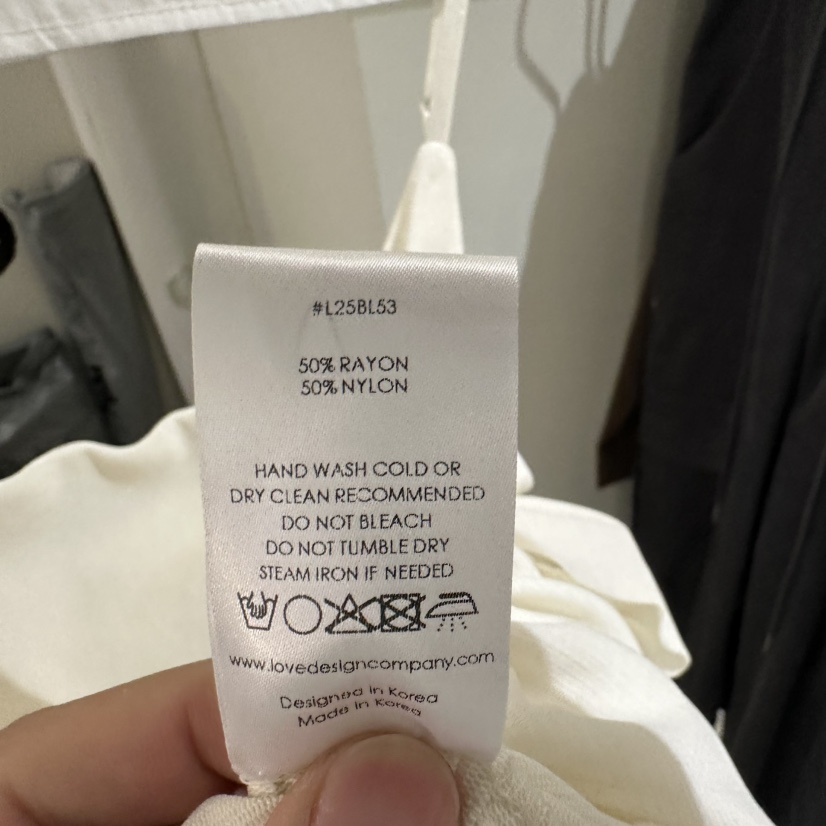 #L25BL53
50% RAYON
50% NYLON
HAND WASH COLD OR
DRY CLEAN RECOMMENDED
DO NOT BLEACH
DO NOT TUMBLE DRY
STEAM IRON IF NEEDED
www.lovedesigncompany.com
Designed in Korea
Made in Korea